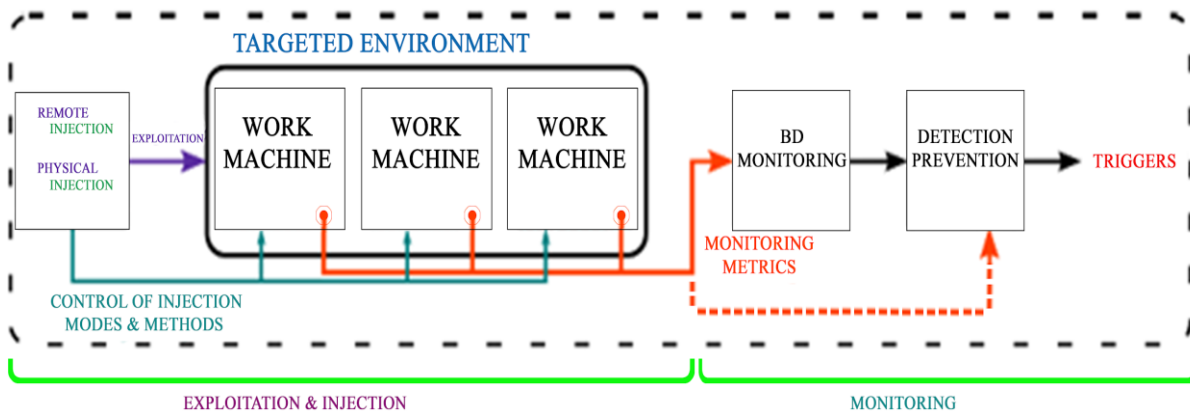 TARGETED ENVIRONMENT
REMOTE
INJECTION
PHYSICAL
INJECTION
EXPLOITATION
WORK
MACHINE
WORK
MACHINE
WORK
MACHINE
BD
MONITORING
DETECTION
PREVENTION
TRIGGERS
MONITORING
METRICS
CONTROL OF INJECTION
MODES & METHODS
EXPLOITATION & INJECTION
MONITORING